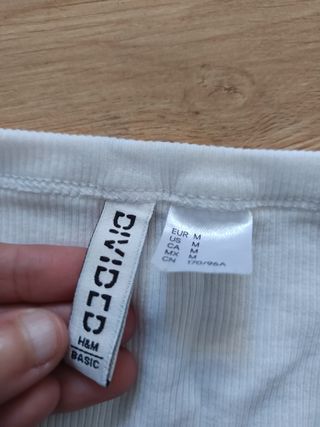 DIVIDED
H&M
BASIC
EUR M
US M
CA M
MX M
CN 170/96A